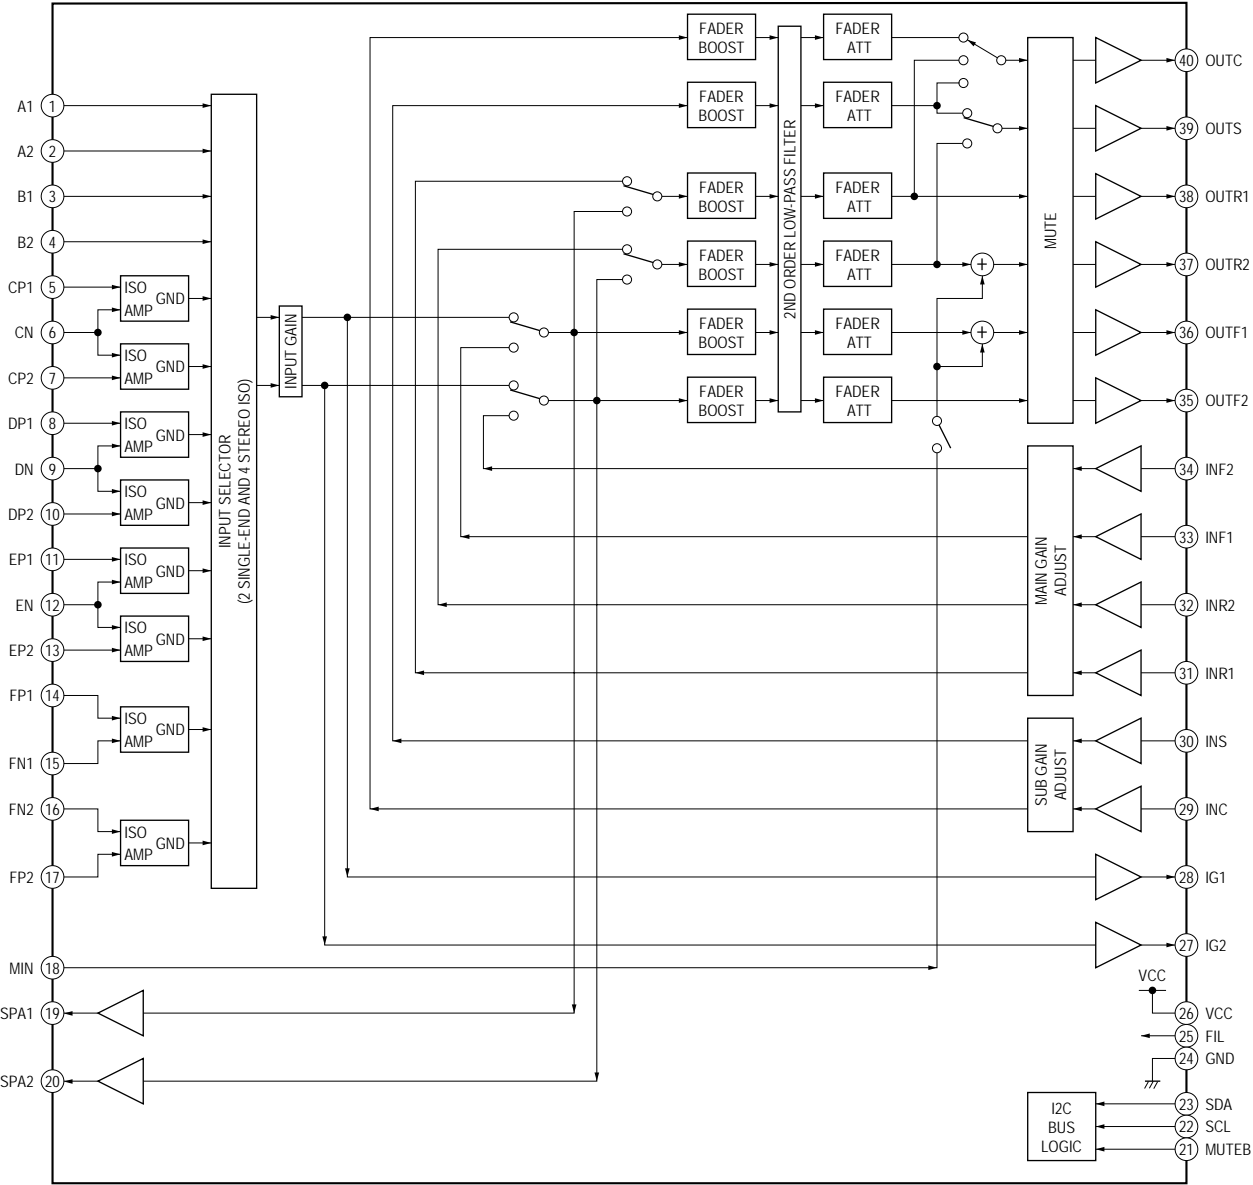 FADER
BOOST
FADER
ATT
40 OUTC
A1 1
FADER
BOOST
FADER
ATT
39 OUTS
A2 2
B1 3
FADER
BOOST
FADER
ATT
38 OUTR1
B2 4
FADER
BOOST
FADER
ATT
37 OUTR2
CP1 5
ISO
AMP
GND
CN 6
FADER
BOOST
FADER
ATT
36 OUTF1
ISO
AMP
GND
CP2 7
FADER
BOOST
FADER
ATT
35 OUTF2
2ND ORDER LOW-PASS FILTER
MUTE
INPUT GAIN
INPUT SELECTOR
(2 SINGLE-END AND 4 STEREO ISO)
DP1 8
ISO
AMP
GND
DN 9
34 INF2
ISO
AMP
GND
DP2 10
33 INF1
EP1 11
ISO
AMP
GND
MAIN GAIN
ADJUST
EN 12
32 INR2
ISO
AMP
GND
EP2 13
31 INR1
FP1 14
ISO
AMP
GND
FN1 15
30 INS
SUB GAIN
ADJUST
FN2 16
29 INC
ISO
AMP
GND
FP2 17
28 IG1
27 IG2
MIN 18
VCC
SPA1 19
26 VCC
25 FIL
24 GND
SPA2 20
I2C
BUS
LOGIC
23 SDA
22 SCL
21 MUTEB